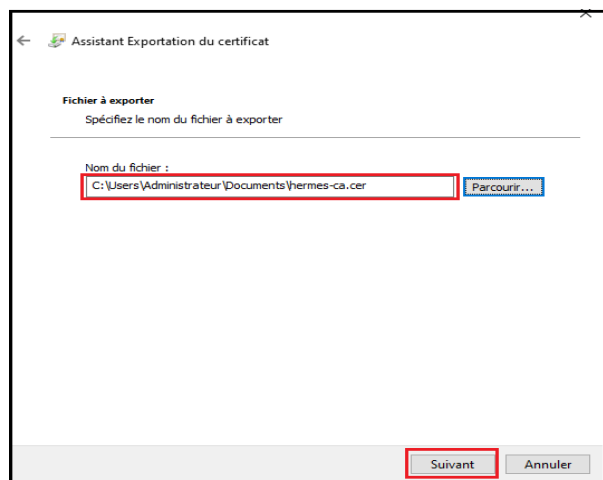 Assistant Exportation du certificat
Fichier à exporter
Spécifiez le nom du fichier à exporter
Nom du fichier :
C:\Users\Administrateur\Documents\hermes-ca.cer
Parcourir...
Suivant
Annuler